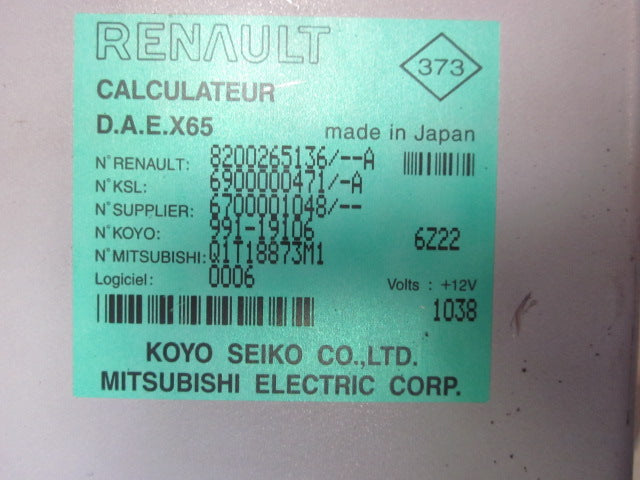 RENAULT
373
CALCULATEUR
D.A.E.X65
made in Japan
N° RENAULT: 8200265136/--A
N° KSL: 6900000471/-A
N° SUPPLIER: 6700001048/--
N° KOYO: 991-19106
6Z22
N° MITSUBISHI: Q1T18873M1
Logiciel: 0006
Volts : +12V
1038
KOYO SEIKO CO.,LTD.
MITSUBISHI ELECTRIC CORP.